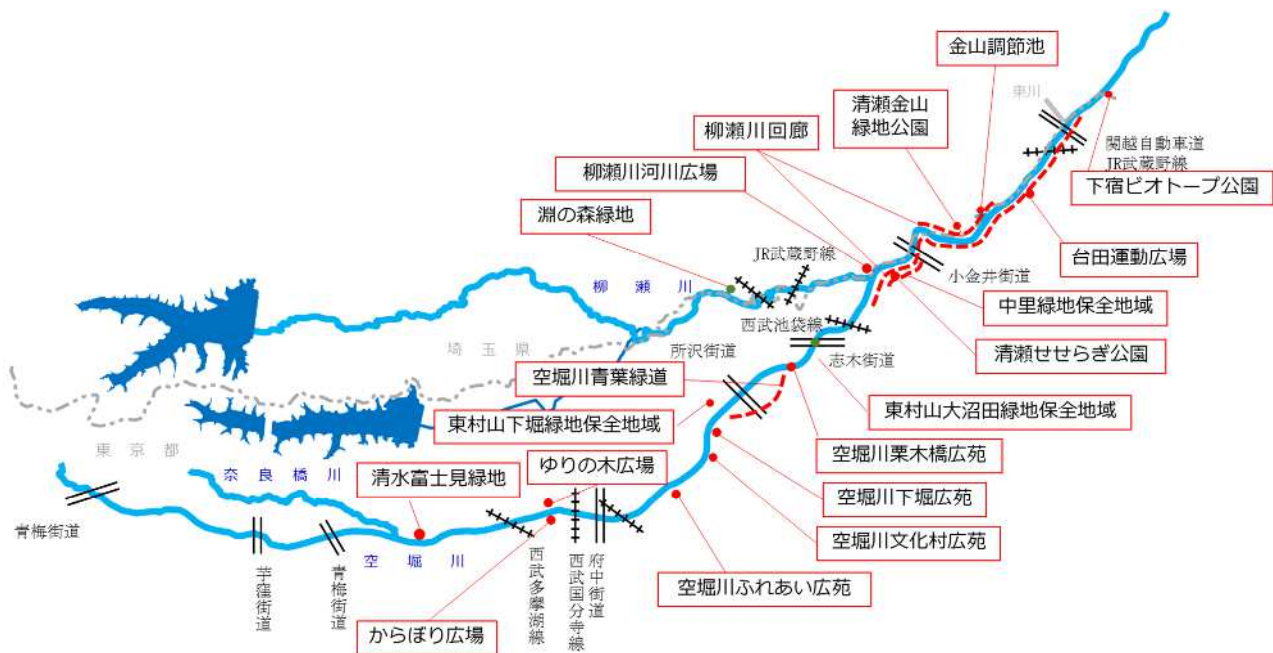 金山調節池
清瀬金山
緑地公園
東川
柳瀬川回廊
関越自動車道
JR武蔵野線
柳瀬川河川広場
下宿ビオトープ公園
淵の森緑地
台田運動広場
JR武蔵野線
小金井街道
柳瀬川
中里緑地保全地域
西武池袋線
埼玉県
所沢街道
清瀬せせらぎ公園
志木街道
空堀川青葉緑道
東村山大沼田緑地保全地域
東村山下堀緑地保全地域
東京都
空堀川栗木橋広苑
奈良橋川
清水富士見緑地
ゆりの木広場
空堀川下堀広苑
青梅街道
空堀川文化村広苑
空堀川
芋窪街道
青梅街道
西武多摩湖線
西武国分寺線
府中街道
空堀川ふれあい広苑
からぼり広場